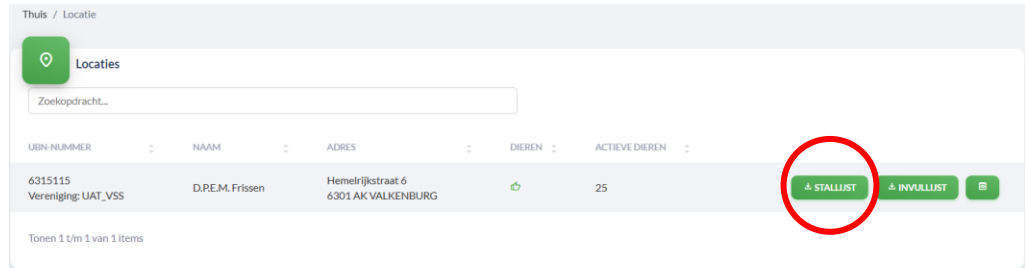 Thuis / Locatie
Locaties
Zoekopdracht...
UBN-NUMMER NAAM ADRES DIEREN ACTIEVE DIEREN
6315115 D.P.E.M. Frissen Hemelrijkstraat 6 25 STALLIJST INVULLIJST
Vereniging: UAT_VSS 6301 AK VALKENBURG
Tonen 1 t/m 1 van 1 items